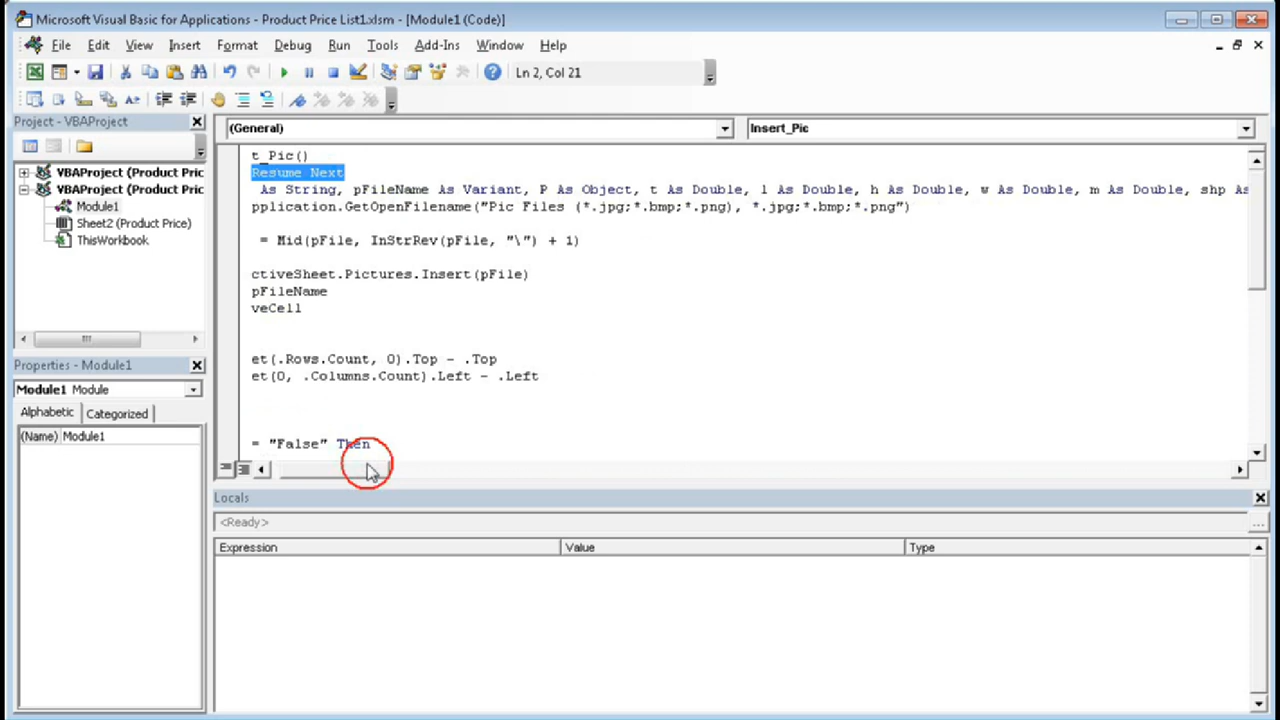 Microsoft Visual Basic for Applications - Product Price List1.xlsm - [Module1 (Code)]
File Edit View Insert Format Debug Run Tools Add-Ins Window Help
Ln 2, Col 21
Project - VBAProject
(General) Insert_Pic
VBAProject (Product Pric
VBAProject (Product Pric
Module1
Sheet2 (Product Price)
ThisWorkbook
t_Pic()
Resume Next
As String, pFileName As Variant, P As Object, t As Double, l As Double, h As Double, w As Double, m As Double, shp As
pplication.GetOpenFilename("Pic Files (*.jpg;*.bmp;*.png), *.jpg;*.bmp;*.png")
= Mid(pFile, InStrRev(pFile, "\") + 1)
ctiveSheet.Pictures.Insert(pFile)
pFileName
veCell
et(.Rows.Count, 0).Top - .Top
et(0, .Columns.Count).Left - .Left
= "False" Then
Properties - Module1
Module1 Module
Alphabetic Categorized
(Name) Module1
Locals
<Ready>
...
Expression Value Type